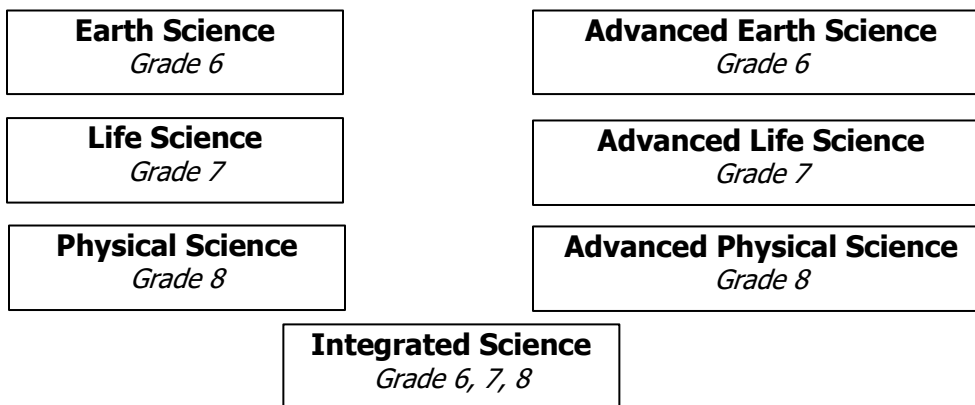 Earth Science
Grade 6
Advanced Earth Science
Grade 6
Life Science
Grade 7
Advanced Life Science
Grade 7
Physical Science
Grade 8
Advanced Physical Science
Grade 8
Integrated Science
Grade 6, 7, 8